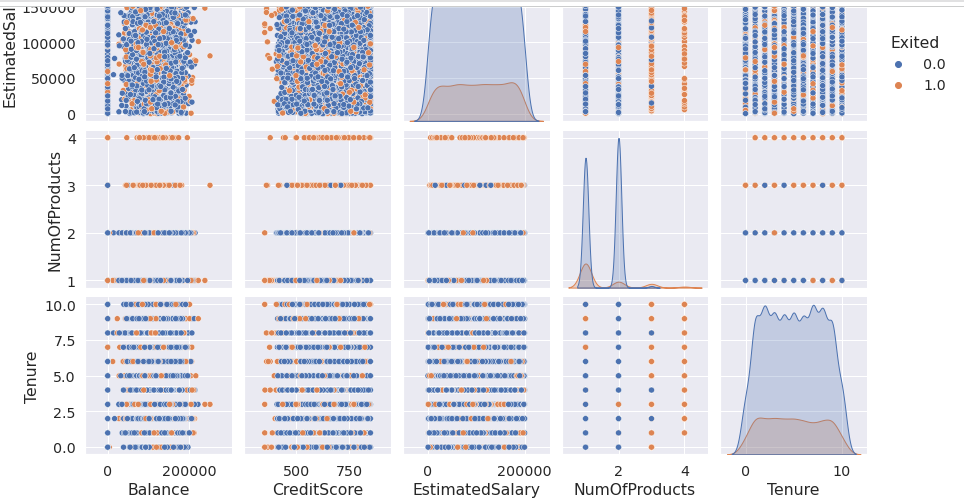 EstimatedSal
150000
100000
50000
0
Exited
0.0
1.0
NumOfProducts
4
3
2
1
Tenure
10.0
7.5
5.0
2.5
0.0
0 200000 500 750 0 200000 2 4 0 10
Balance CreditScore EstimatedSalary NumOfProducts Tenure